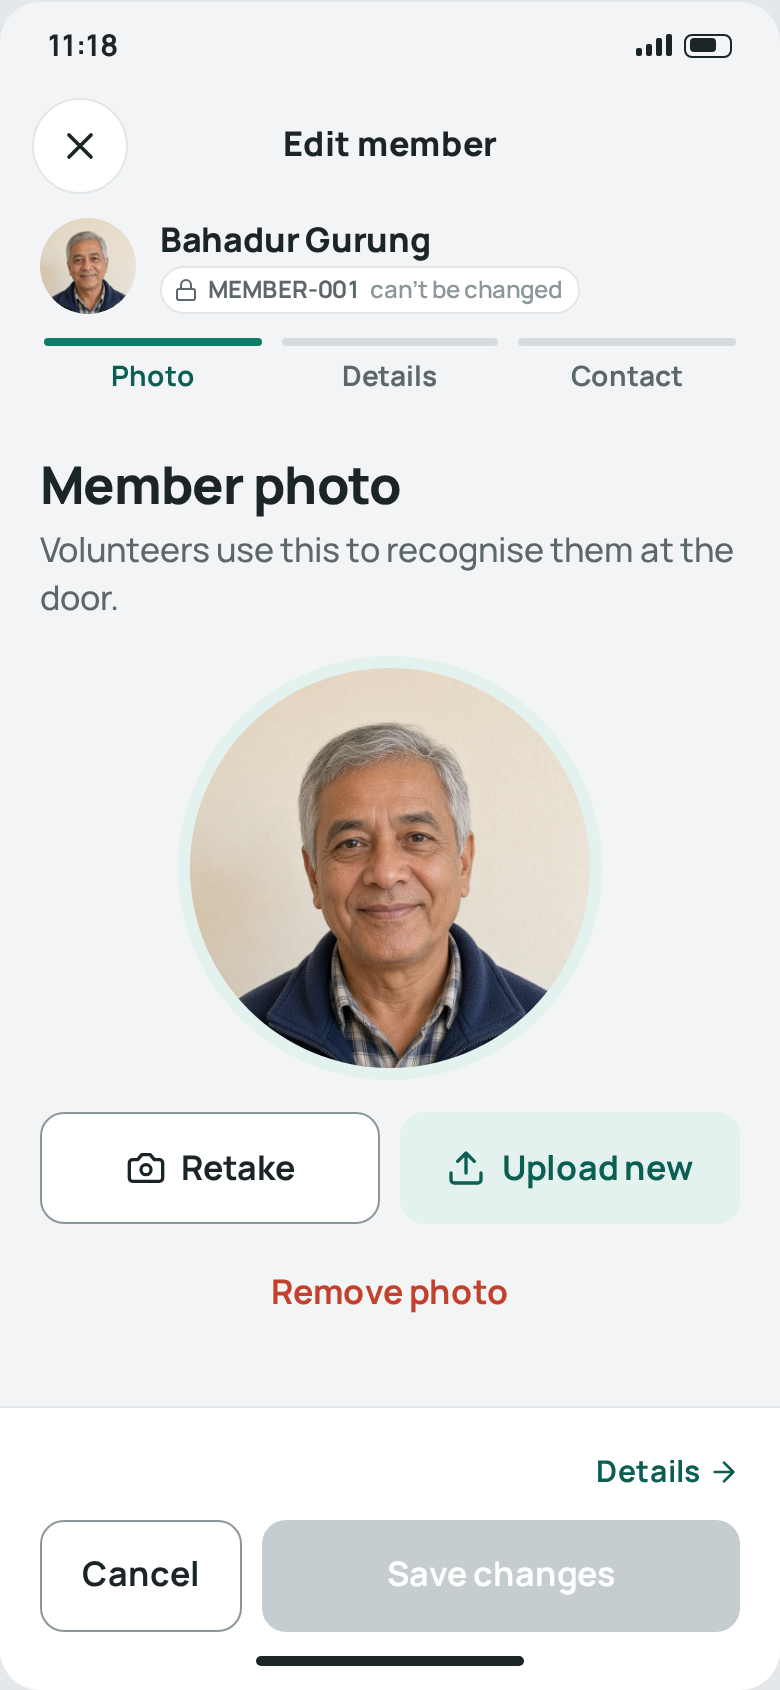 11:18
Edit member
Bahadur Gurung
MEMBER-001 can't be changed
Photo Details Contact
Member photo
Volunteers use this to recognise them at the
door.
Retake Upload new
Remove photo
Details →
Cancel Save changes